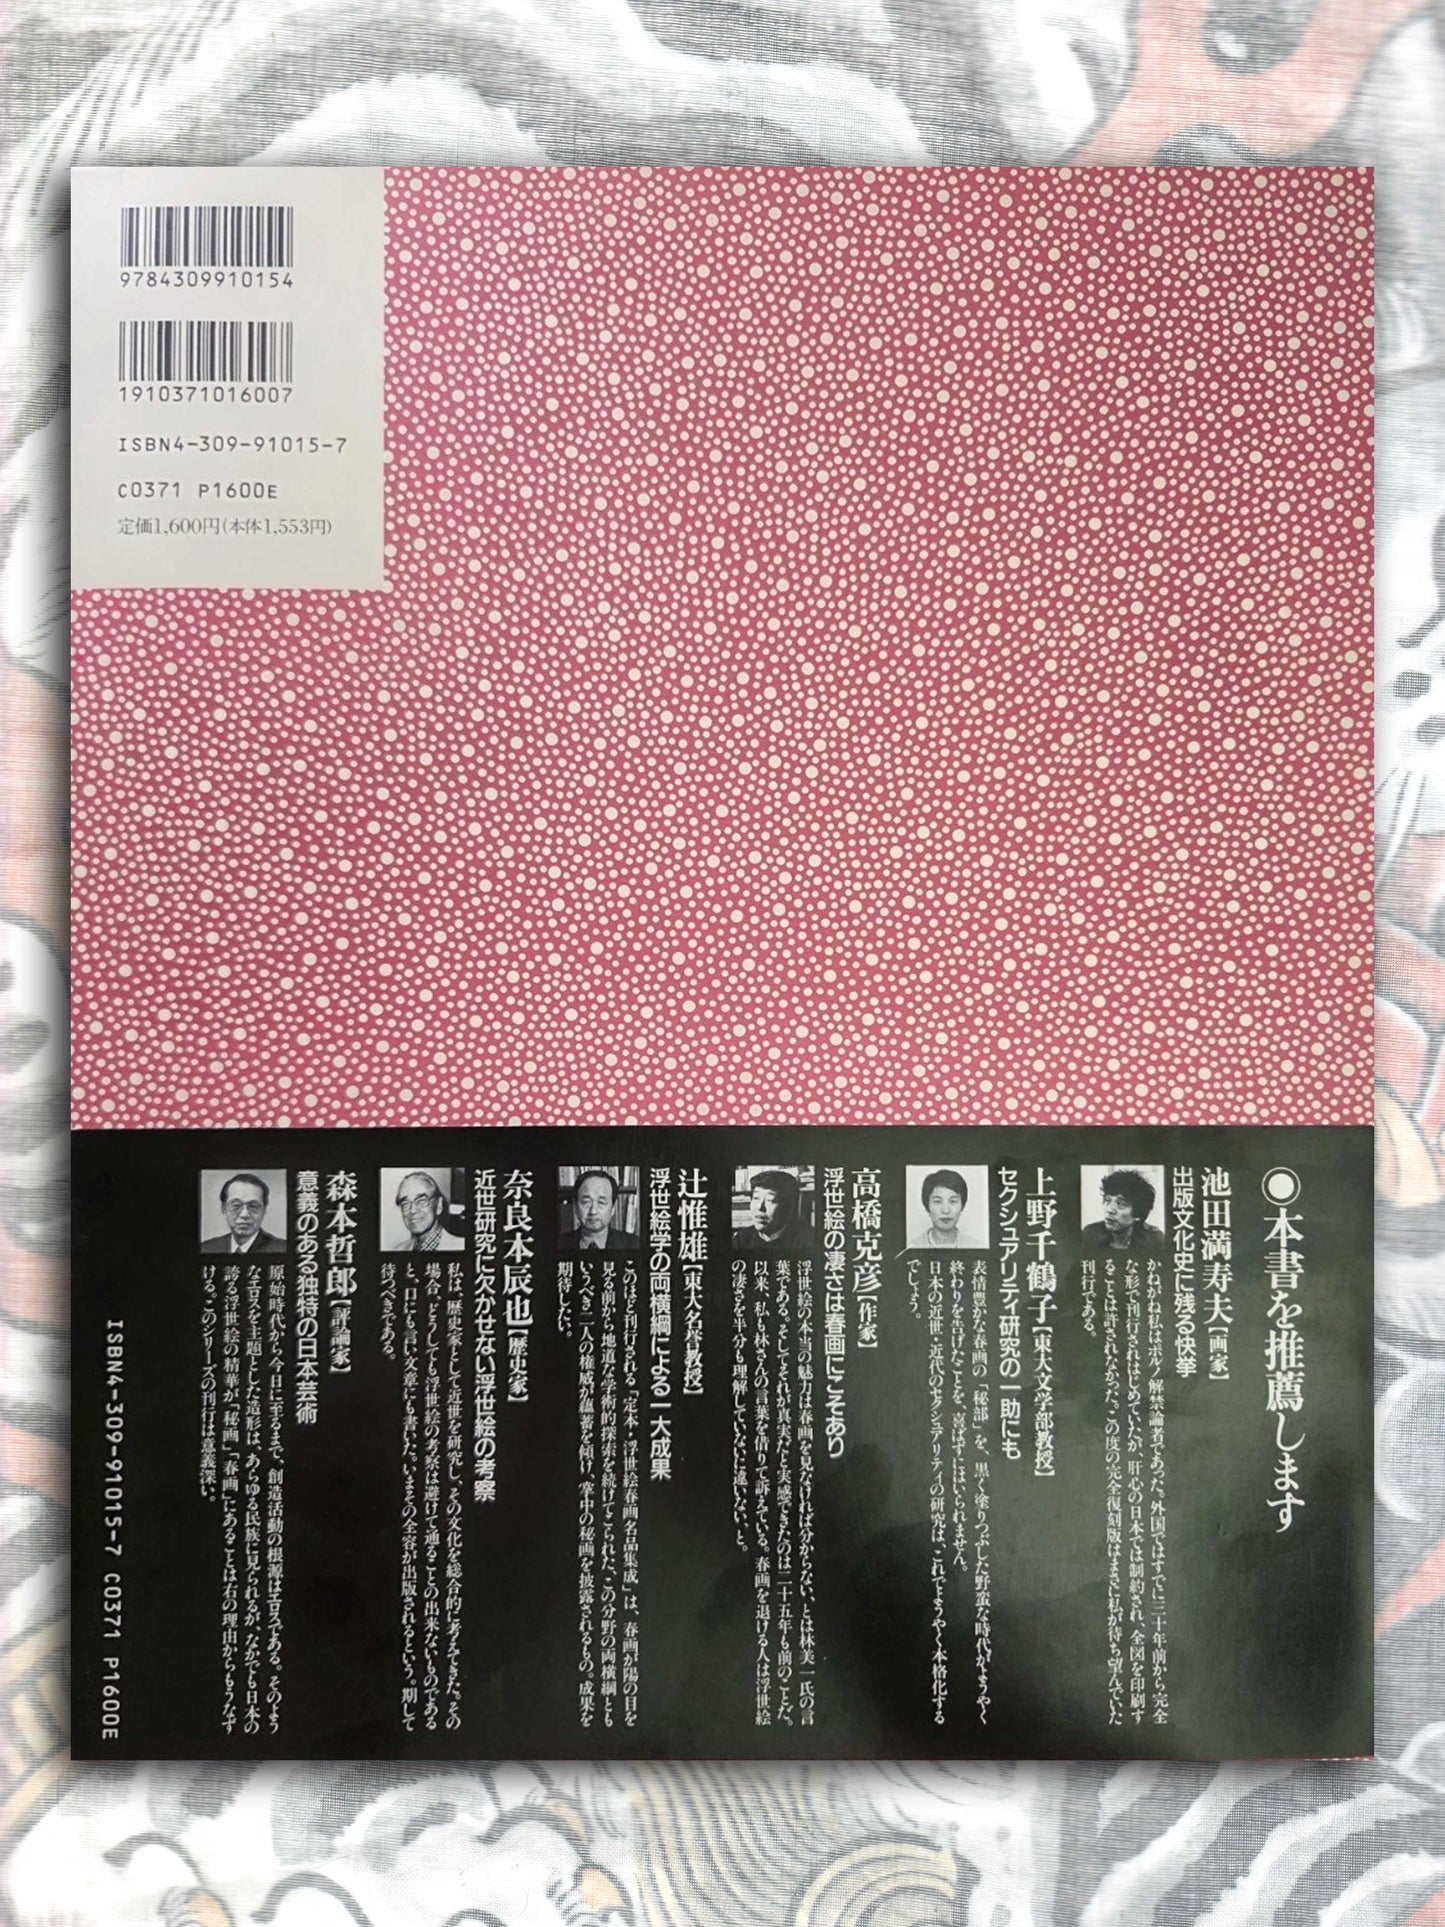 9784309910154
1910371016007
ISBN4-309-91015-7
C0371 P1600E
定価1,600円(本体1,553円)
◉本書を推薦します
池田満寿夫【画家】
出版文化史に残る快挙
かねがね私はポルノ解禁論者であった。外国ではすでに三十年前から完全
な形で刊行されはじめていたが、肝心の日本では制約され、全図を印刷す
ることは許されなかった。この度の完全復刻版はまさに私が待ち望んでいた
刊行である。
上野千鶴子【東大文学部教授】
セクシュアリティ研究の一助にも
表情豊かな春画の「秘部」を、黒く塗りつぶした野蛮な時代がようやく
終わりを告げたことを、喜ばずにはいられません。
日本の近世・近代のセクシュアリティの研究は、これでようやく本格化する
でしょう。
高橋克彦【作家】
浮世絵の凄さは春画にこそあり
浮世絵の本当の魅力は春画を見なければ分からない、とは林美一氏の言
葉である。そしてそれが真実だと実感できたのは二十五年も前のことだ。
以来、私も林さんの言葉を借りて訴えている。春画を退ける人は浮世絵
の凄さを半分も理解していないに違いない、と。
辻惟雄【東大名誉教授】
浮世絵学の両横綱による一大成果
このほど刊行される「定本・浮世絵春画名品集成」は、春画が陽の目を
見る前から地道な学術的探索を続けてこられた、この分野の両横綱とも
いうべき二人の権威が蘊蓄を傾け、掌中の秘画を披露されるもの。成果を
期待したい。
奈良本辰也【歴史家】
近世研究に欠かせない浮世絵の考察
私は、歴史家として近世を研究し、その文化を総合的に考えてきた。その
場合、どうしても浮世絵の考察は避けて通ることの出来ないものである
と、口にも言い文章にも書いた。いまその全容が出版されるという。期して
待つべきである。
森本哲郎【評論家】
意義のある独特の日本芸術
原始時代から今日に至るまで、創造活動の根源はエロスである。そのよう
なエロスを主題とした造形は、あらゆる民族に見られるが、なかでも日本の
誇る浮世絵の精華が「秘画」「春画」にあることは右の理由からもうなず
ける。このシリーズの刊行は意義深い。
ISBN4-309-91015-7 C0371 P1600E